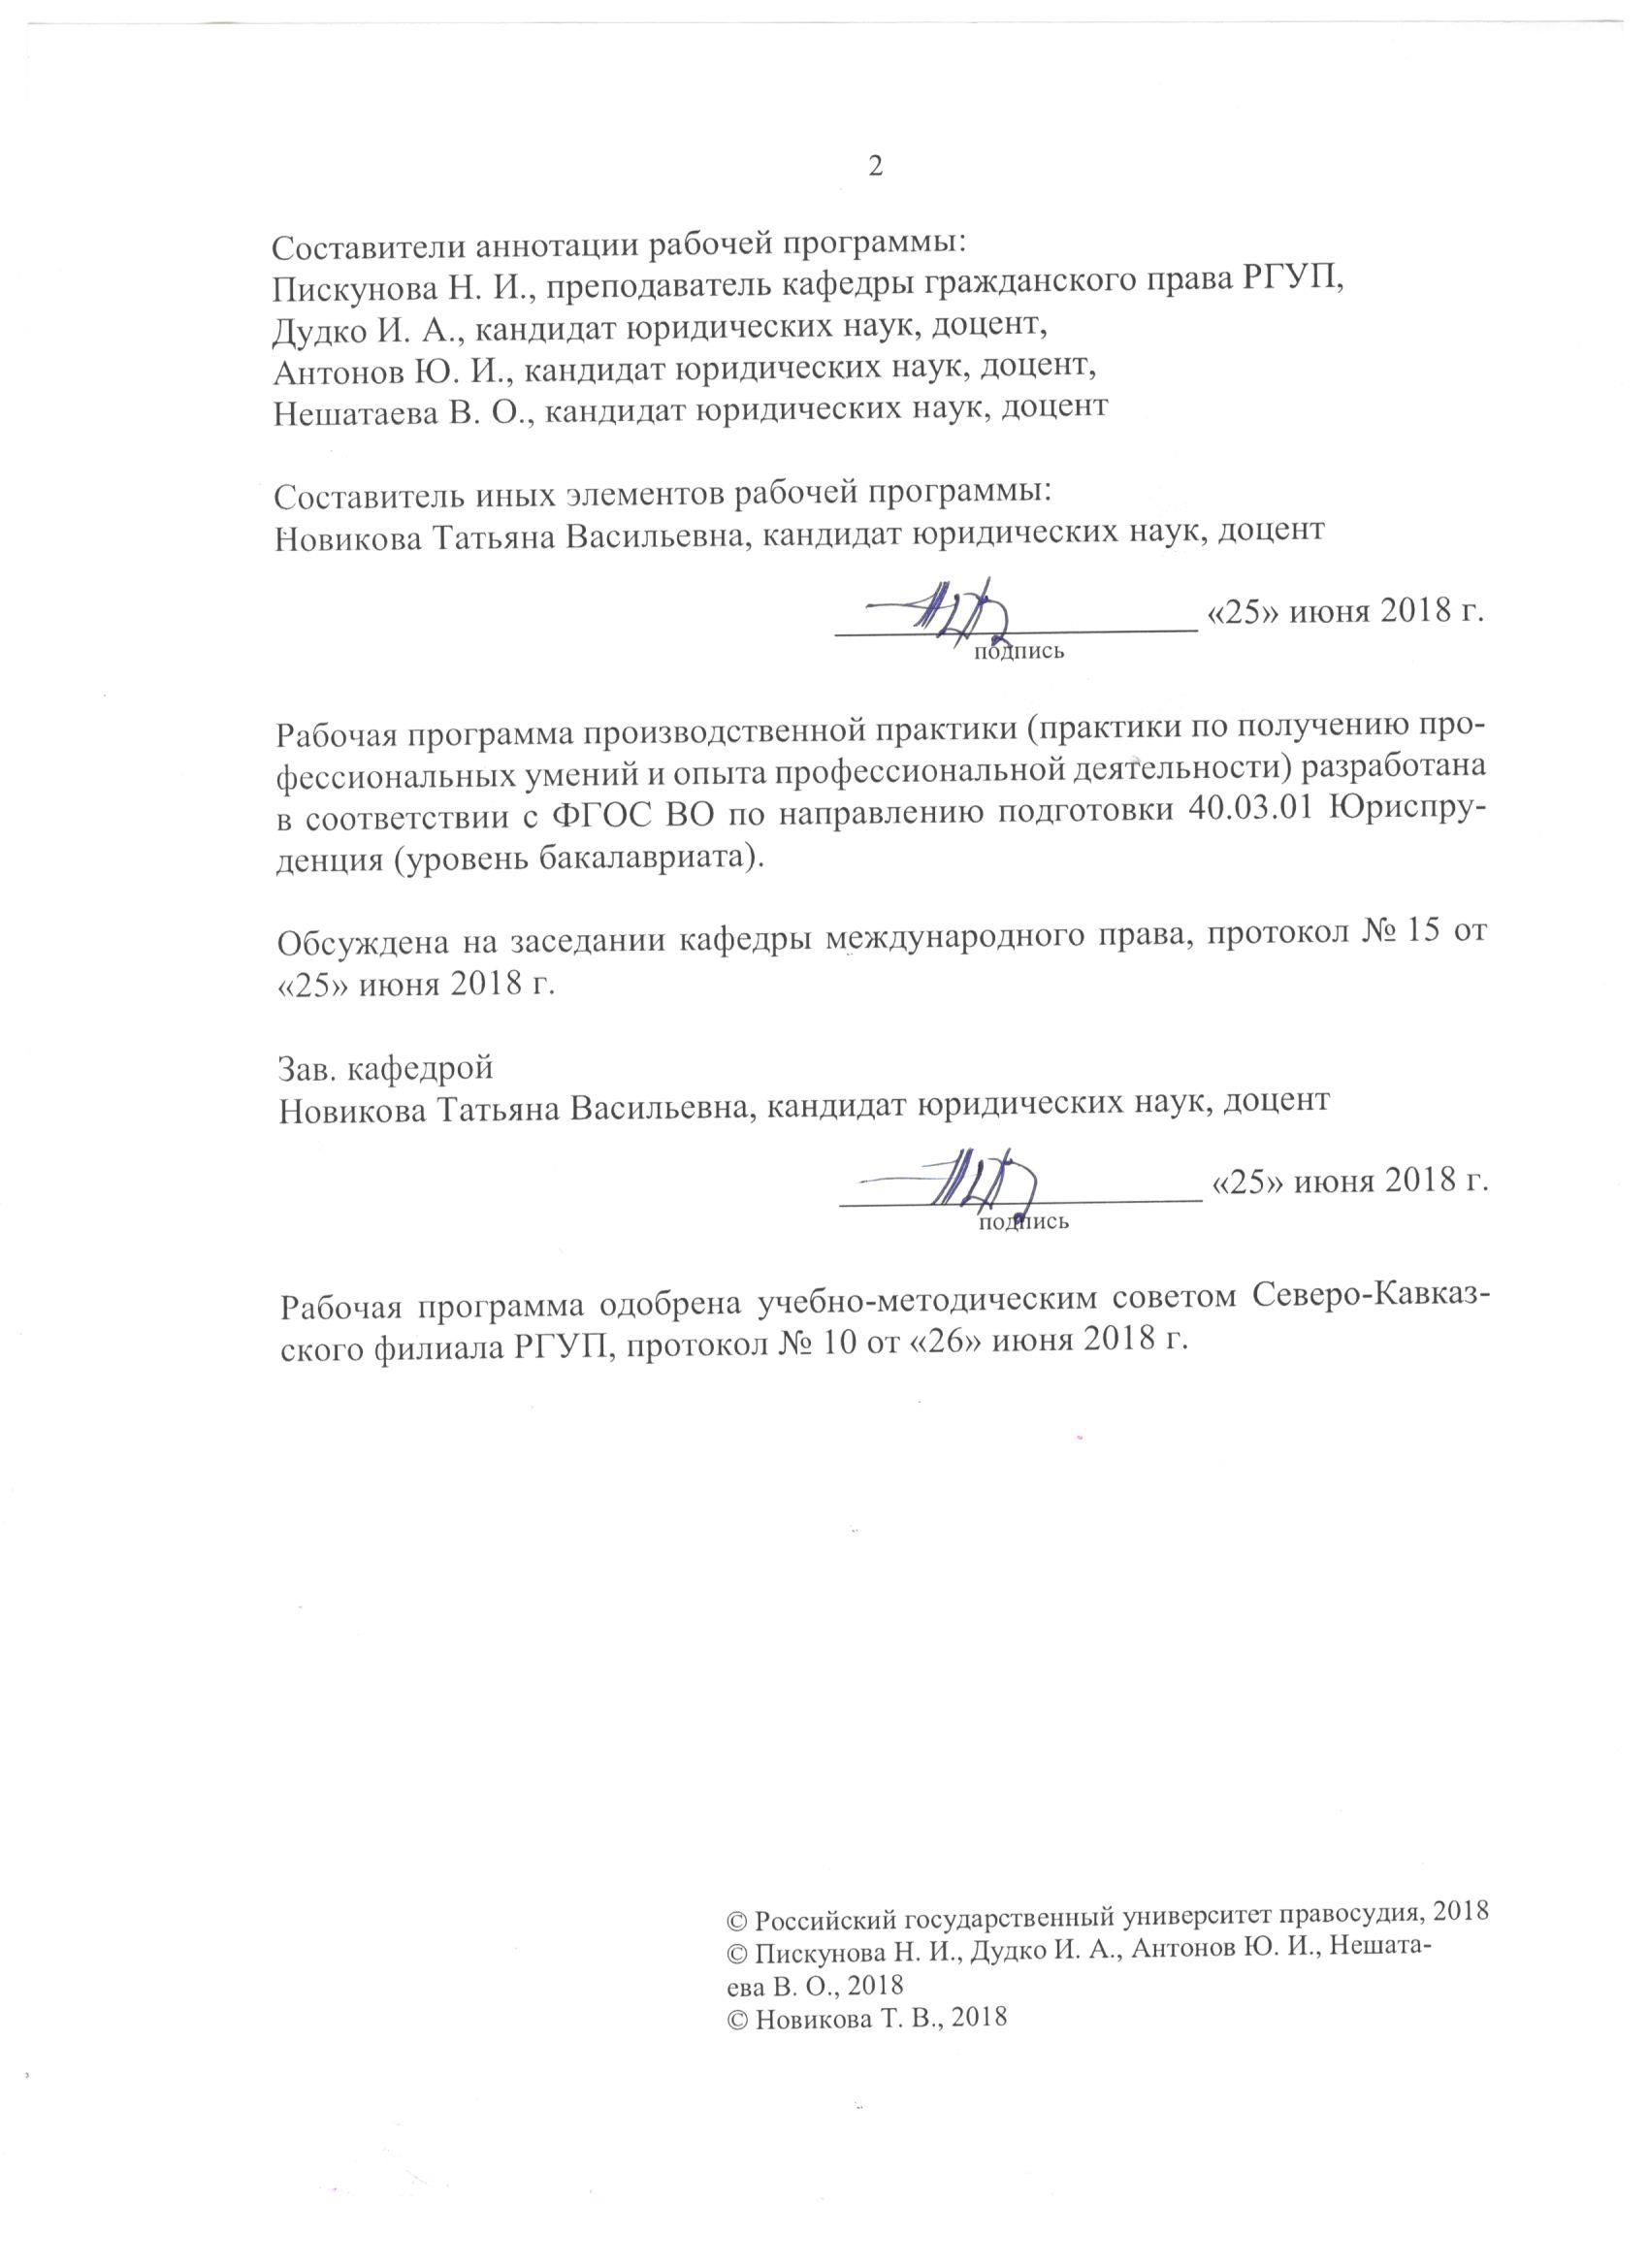 2
Составители аннотации рабочей программы:
Пискунова Н. И., преподаватель кафедры гражданского права РГУП,
Дудко И. А., кандидат юридических наук, доцент,
Антонов Ю. И., кандидат юридических наук, доцент,
Нешатаева В. О., кандидат юридических наук, доцент
Составитель иных элементов рабочей программы:
Новикова Татьяна Васильевна, кандидат юридических наук, доцент
«25» июня 2018 г.
подпись
Рабочая программа производственной практики (практики по получению про-
фессиональных умений и опыта профессиональной деятельности) разработана
в соответствии с ФГОС ВО по направлению подготовки 40.03.01 Юриспру-
денция (уровень бакалавриата).
Обсуждена на заседании кафедры международного права, протокол № 15 от
«25» июня 2018 г.
Зав. кафедрой
Новикова Татьяна Васильевна, кандидат юридических наук, доцент
«25» июня 2018 г.
подпись
Рабочая программа одобрена учебно-методическим советом Северо-Кавказ-
ского филиала РГУП, протокол № 10 от «26» июня 2018 г.
© Российский государственный университет правосудия, 2018
© Пискунова Н. И., Дудко И. А., Антонов Ю. И., Нешата-
ева В. О., 2018
© Новикова Т. В., 2018